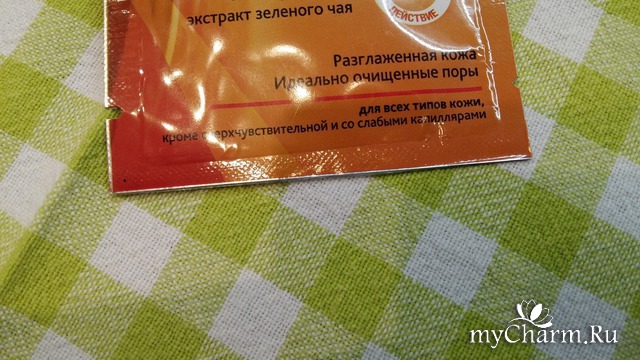 экстракт зеленого чая
ДЕЙСТВИЕ
Разглаженная кожа
Идеально очищенные поры
для всех типов кожи,
кроме сверхчувствительной и со слабыми капиллярами
myCharm.Ru